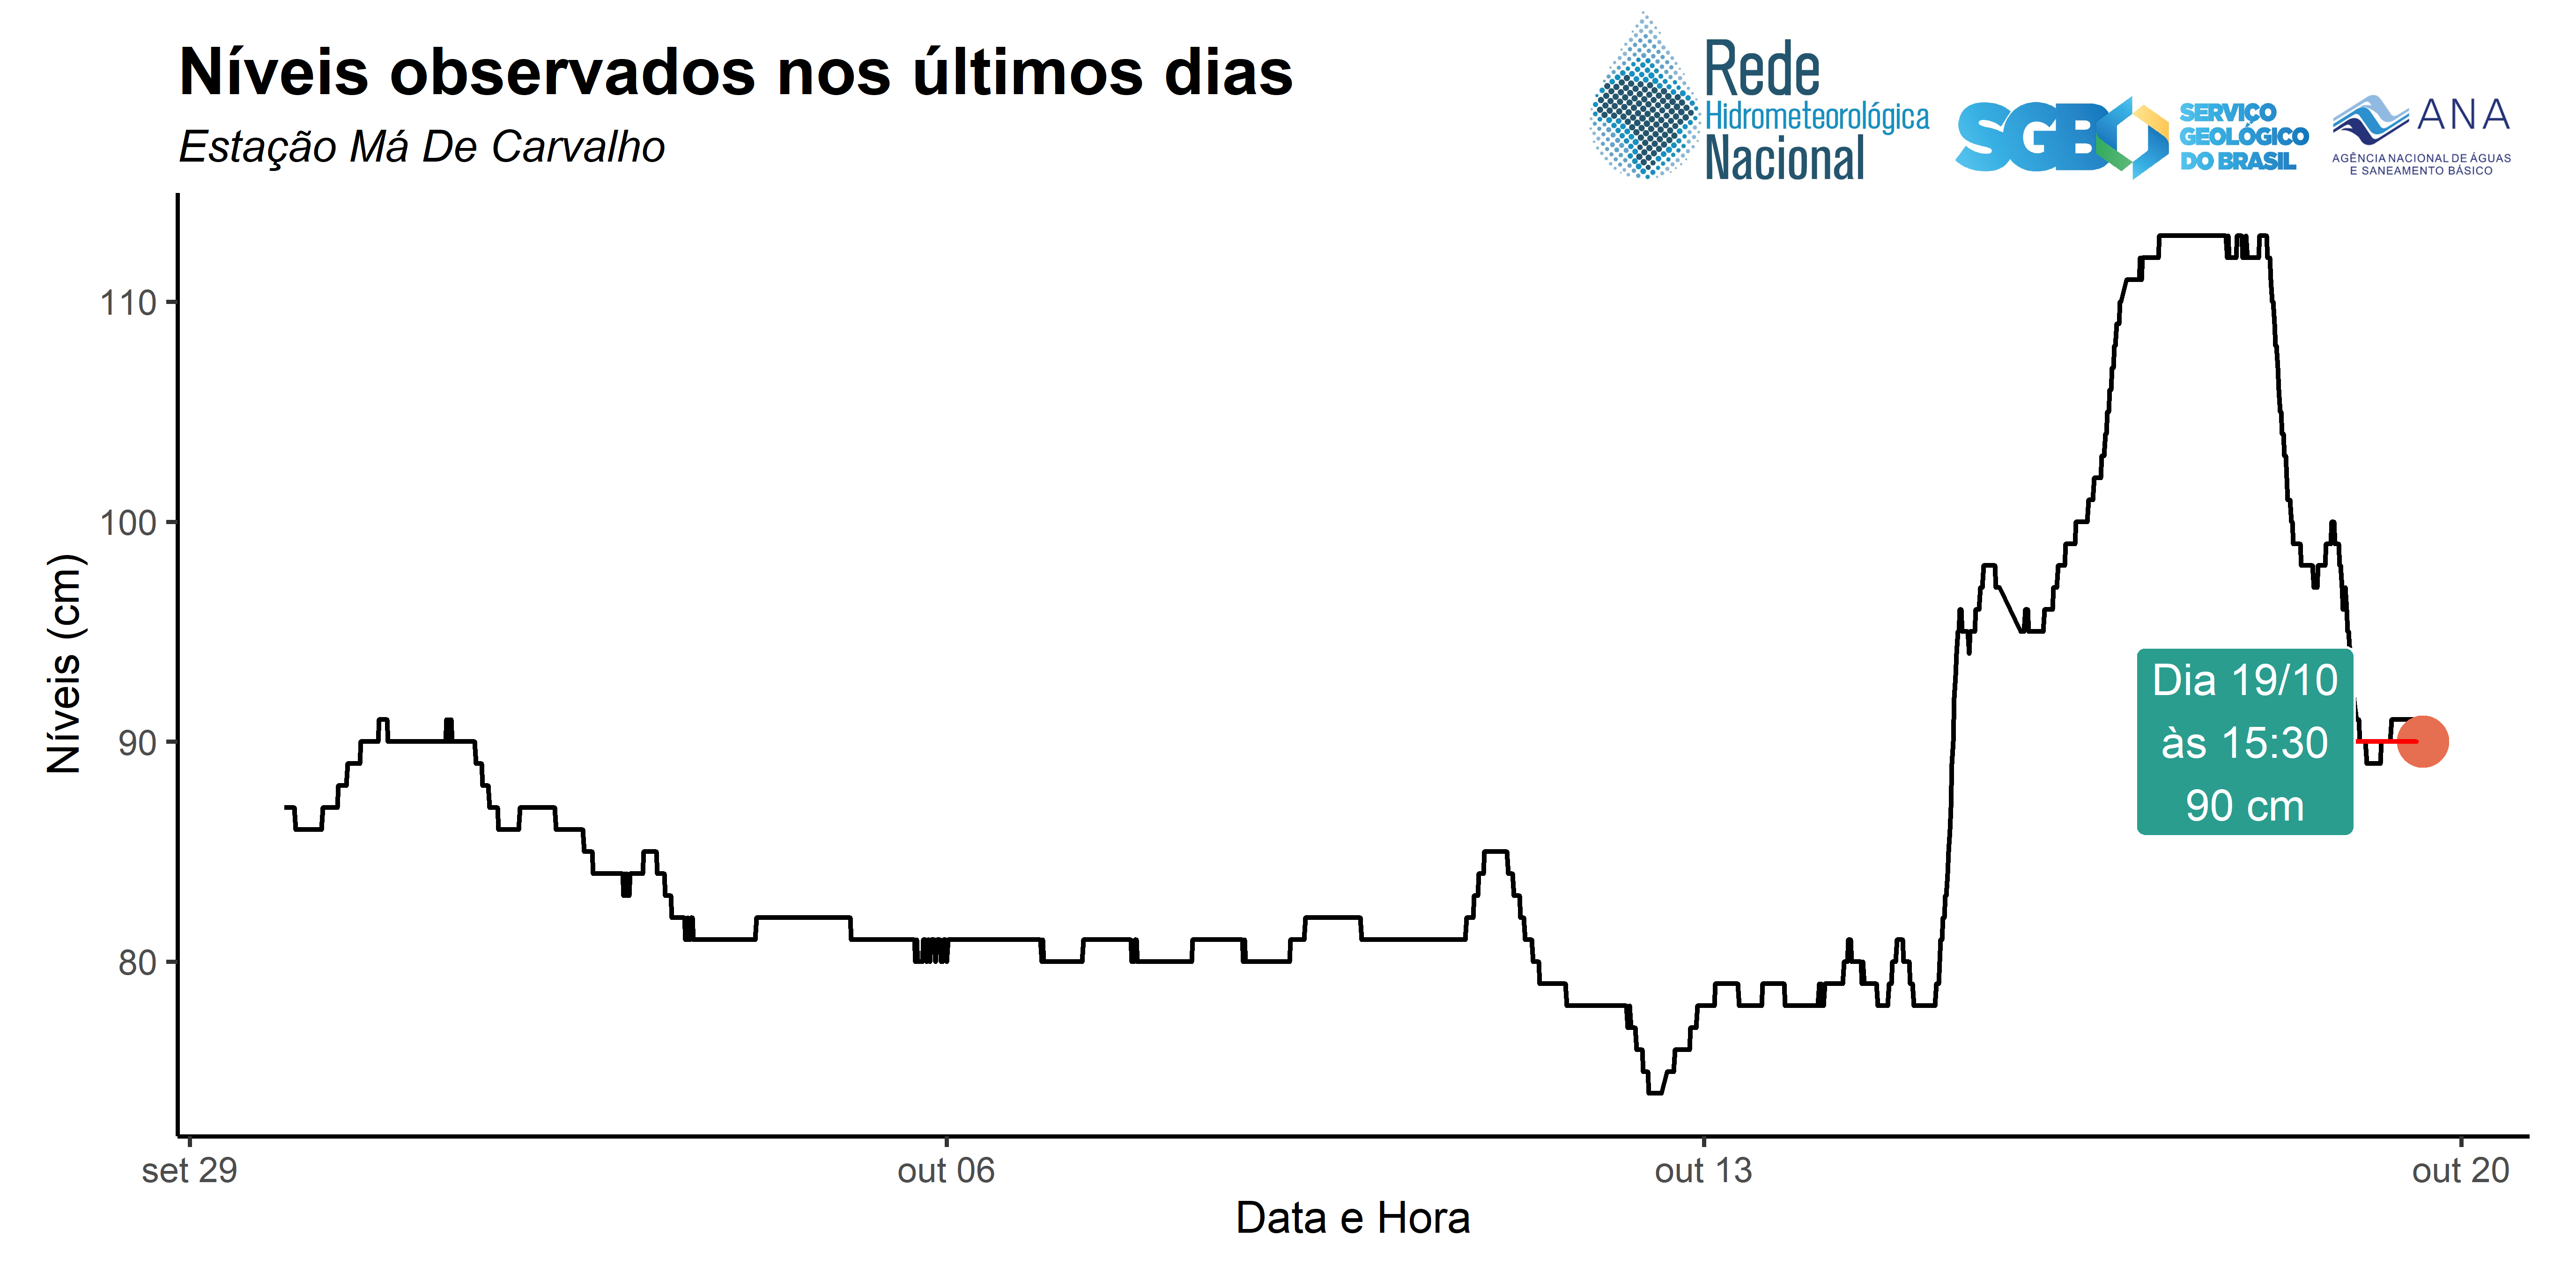 Níveis observados nos últimos dias
Estação Má De Carvalho
Rede
Hidrometeorológica
Nacional
SGB
SERVIÇO
GEOLÓGICO
DO BRASIL
ANA
AGÊNCIA NACIONAL DE ÁGUAS
E SANEAMENTO BÁSICO
Níveis (cm)
110
100
90
80
Dia 19/10
às 15:30
90 cm
set 29
out 06
out 13
out 20
Data e Hora